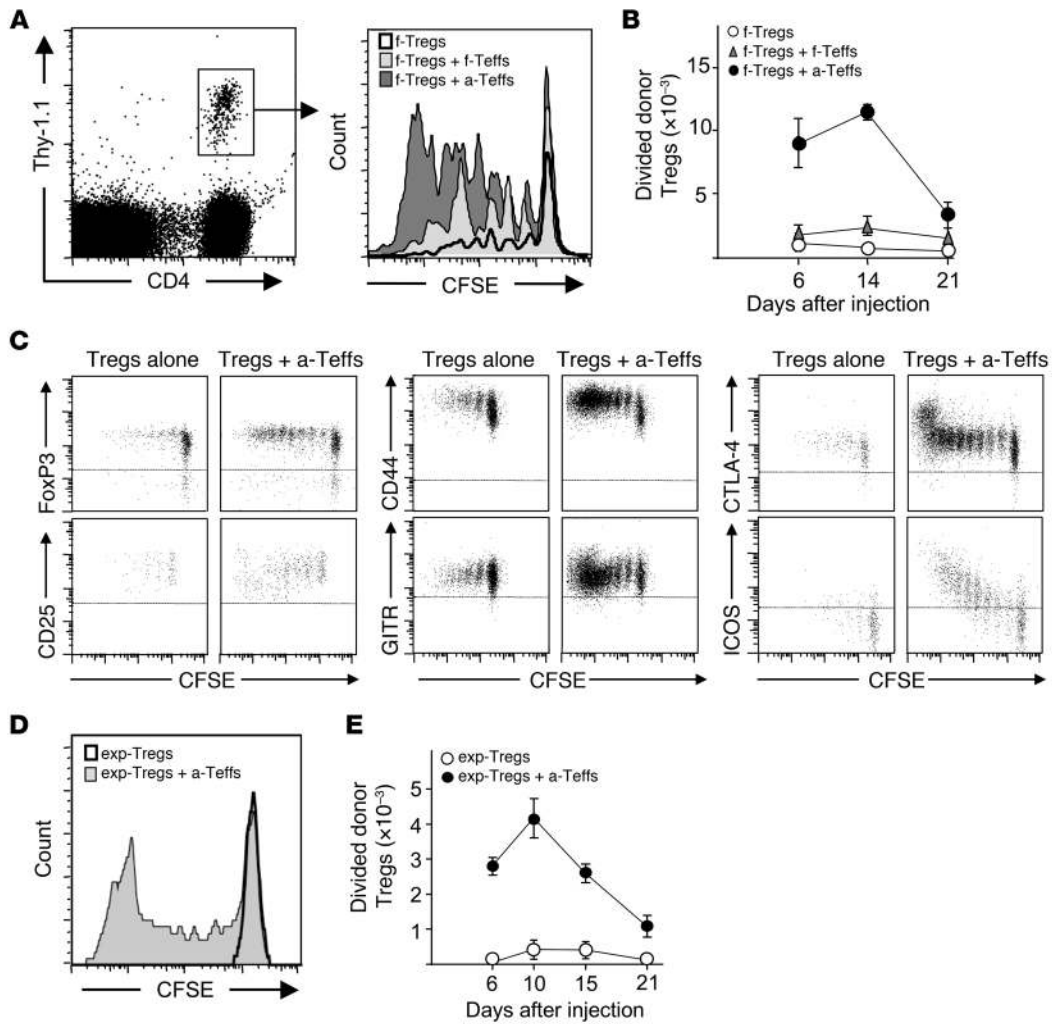 A
Thy-1.1
CD4
f-Tregs
f-Tregs + f-Teffs
f-Tregs + a-Teffs
Count
CFSE
B
f-Tregs
f-Tregs + f-Teffs
f-Tregs + a-Teffs
Divided donor
Tregs (×10⁻³)
15
10
5
6 14 21
Days after injection
C
Tregs alone Tregs + a-Teffs
FoxP3
CD25
CFSE
Tregs alone Tregs + a-Teffs
CD44
GITR
CFSE
Tregs alone Tregs + a-Teffs
CTLA-4
ICOS
CFSE
D
exp-Tregs
exp-Tregs + a-Teffs
Count
CFSE
E
exp-Tregs
exp-Tregs + a-Teffs
Divided donor
Tregs (×10⁻³)
5
4
3
2
1
6 10 15 21
Days after injection